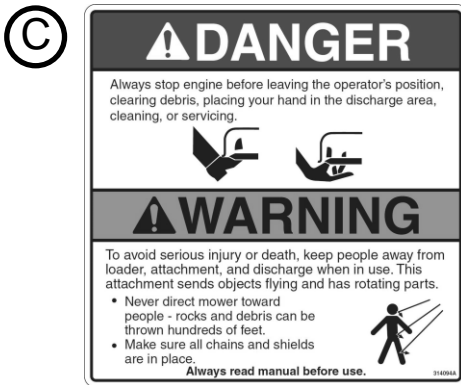 C
DANGER
Always stop engine before leaving the operator's position,
clearing debris, placing your hand in the discharge area,
cleaning, or servicing.
WARNING
To avoid serious injury or death, keep people away from
loader, attachment, and discharge when in use. This
attachment sends objects flying and has rotating parts.
• Never direct mower toward
people - rocks and debris can be
thrown hundreds of feet.
• Make sure all chains and shields
are in place.
Always read manual before use.
314094A